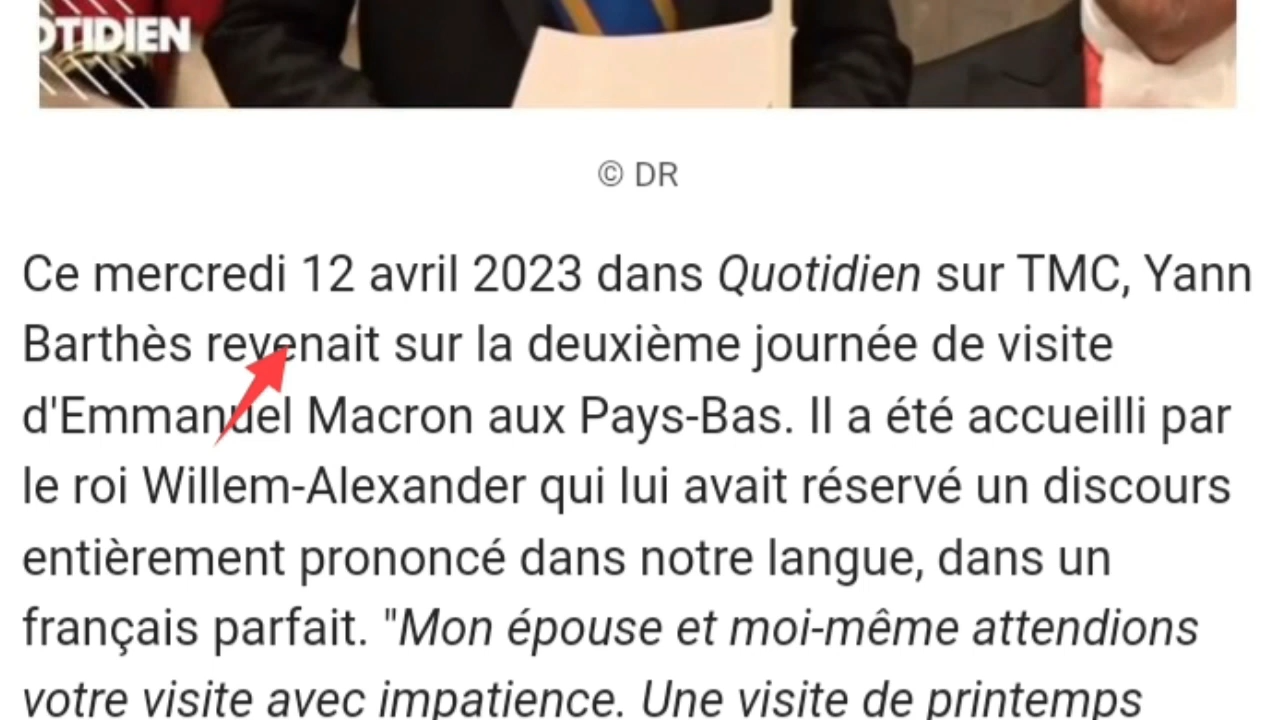 OTIDIEN
© DR
Ce mercredi 12 avril 2023 dans Quotidien sur TMC, Yann
Barthès revenait sur la deuxième journée de visite
d'Emmanuel Macron aux Pays-Bas. Il a été accueilli par
le roi Willem-Alexander qui lui avait réservé un discours
entièrement prononcé dans notre langue, dans un
français parfait. "Mon épouse et moi-même attendions
votre visite avec impatience. Une visite de printemps